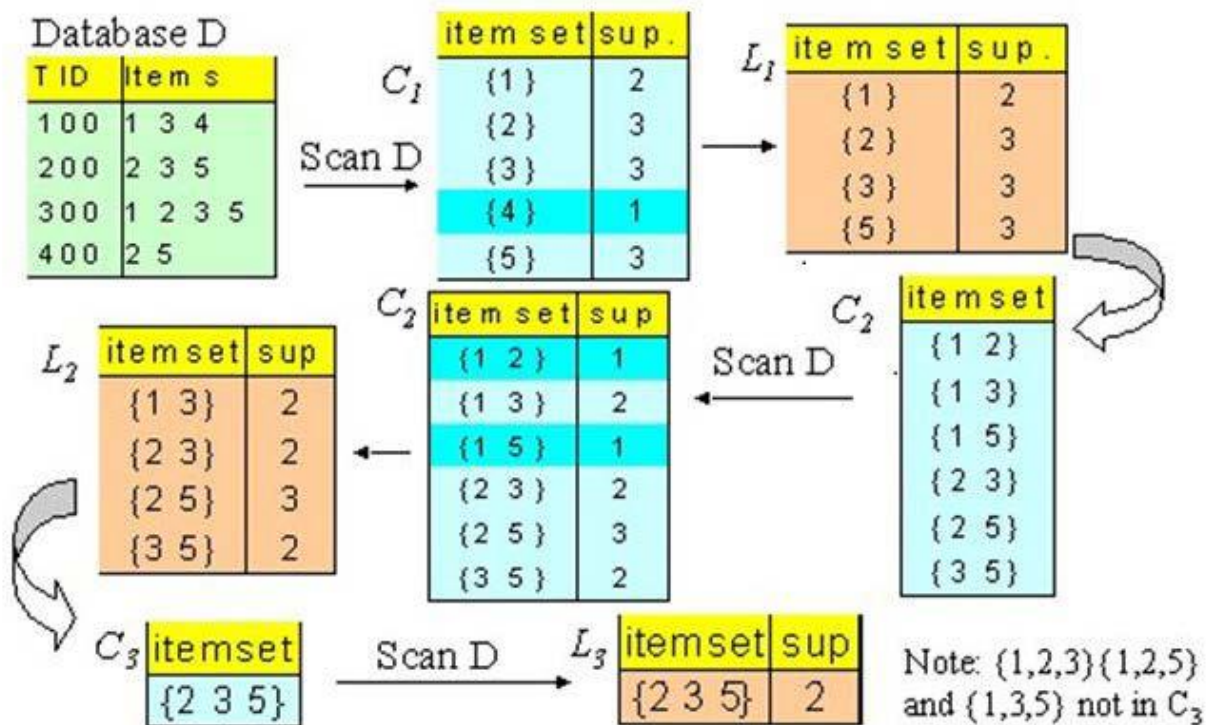 Database D
TID Items
100 1 3 4
200 2 3 5
300 1 2 3 5
400 2 5
Scan D
C1
itemset sup.
{1} 2
{2} 3
{3} 3
{4} 1
{5} 3
L1
itemset sup.
{1} 2
{2} 3
{3} 3
{5} 3
C2
itemset
{1 2}
{1 3}
{1 5}
{2 3}
{2 5}
{3 5}
Scan D
C2
itemset sup
{1 2} 1
{1 3} 2
{1 5} 1
{2 3} 2
{2 5} 3
{3 5} 2
L2
itemset sup
{1 3} 2
{2 3} 2
{2 5} 3
{3 5} 2
C3
itemset
{2 3 5}
Scan D
L3
itemset sup
{2 3 5} 2
Note: {1,2,3}{1,2,5}
and {1,3,5} not in C3